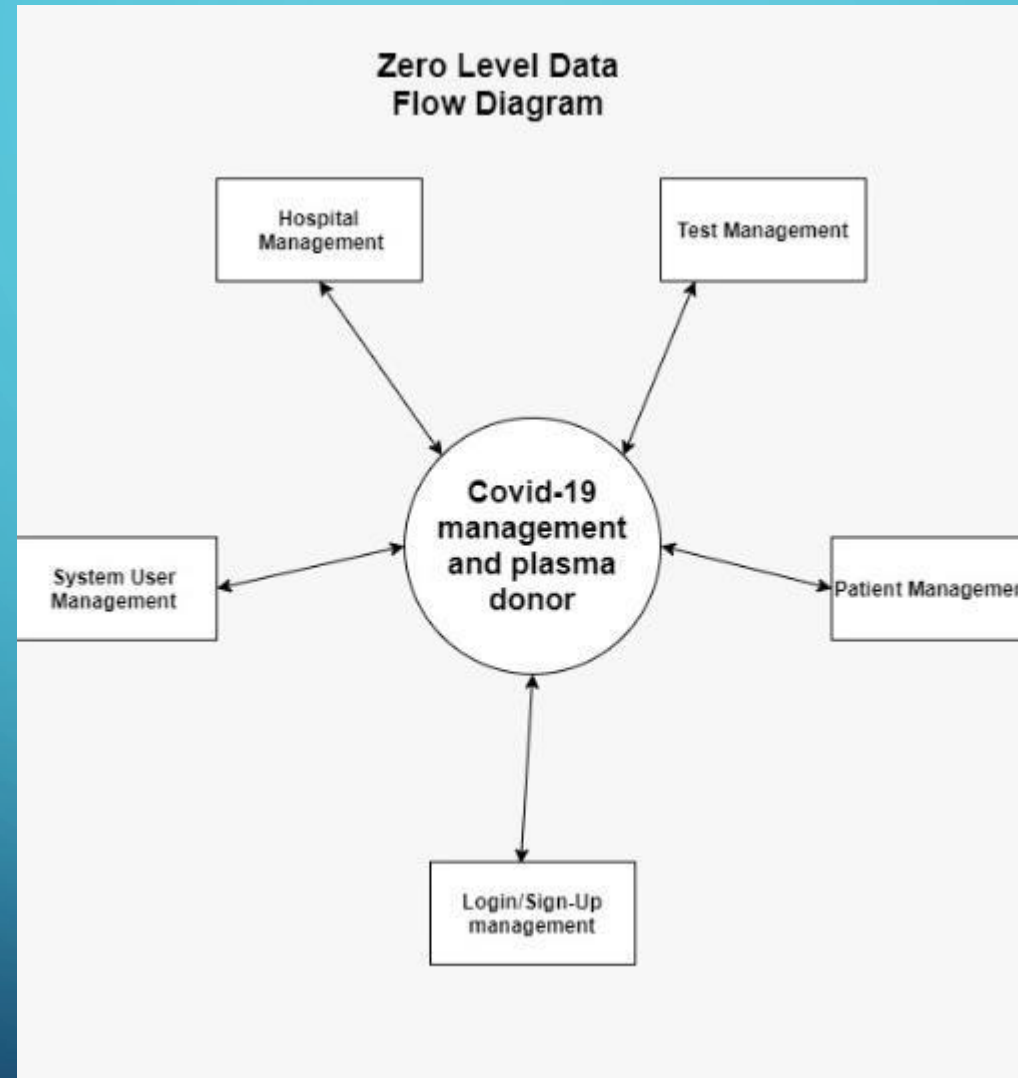 Zero Level Data
Flow Diagram
Hospital
Management
Test Management
Covid-19
management
and plasma
donor
System User
Management
Patient Managemen
Login/Sign-Up
management